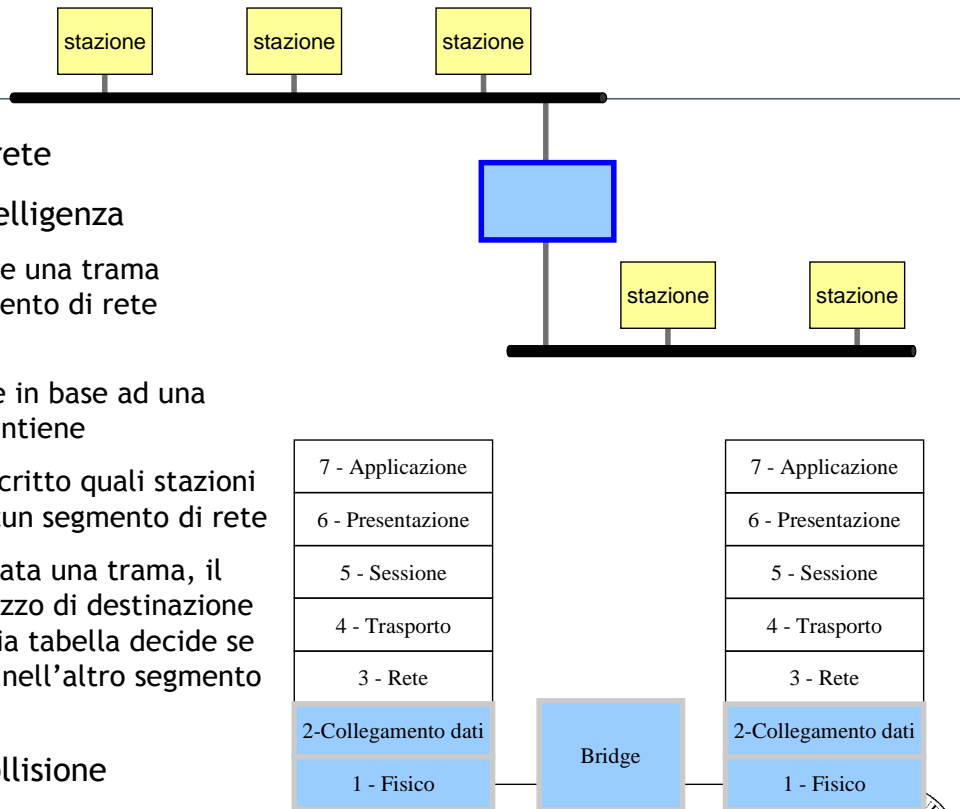 stazione
stazione
stazione
rete
elligenza
e una trama
ento di rete
stazione
stazione
e in base ad una
ntiene
critto quali stazioni
un segmento di rete
ata una trama, il
zzo di destinazione
ia tabella decide se
nell'altro segmento
ollisione
7 - Applicazione
6 - Presentazione
5 - Sessione
4 - Trasporto
3 - Rete
2-Collegamento dati
1 - Fisico
Bridge
7 - Applicazione
6 - Presentazione
5 - Sessione
4 - Trasporto
3 - Rete
2-Collegamento dati
1 - Fisico